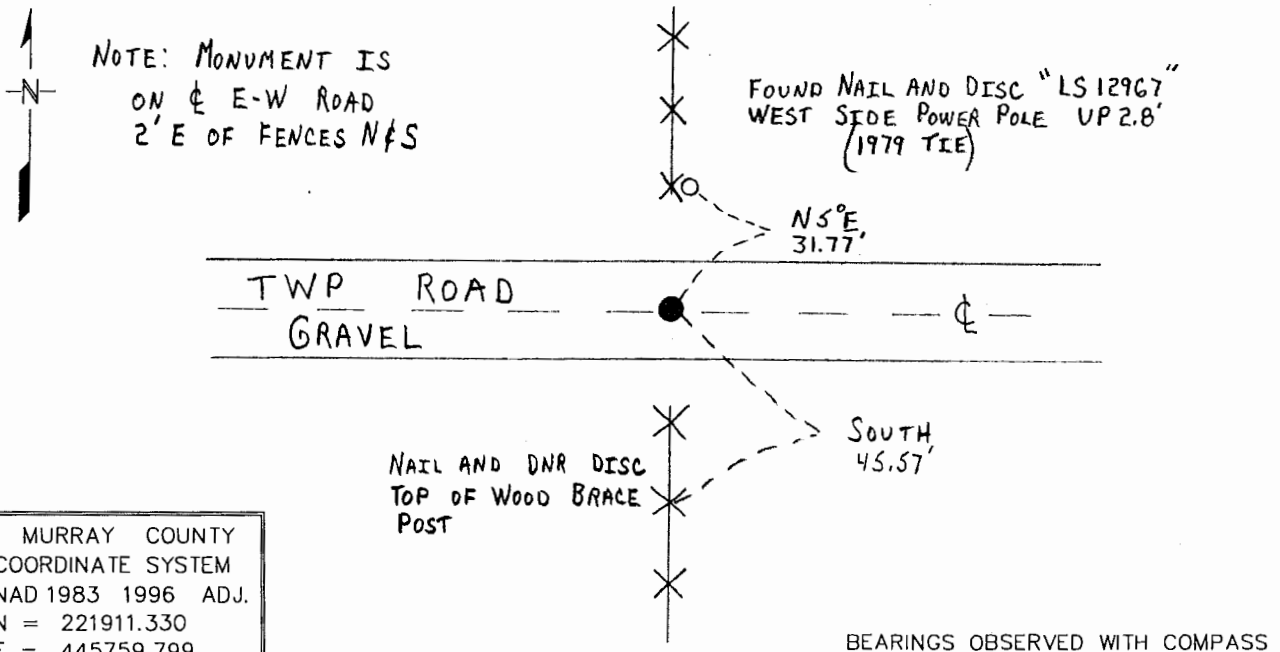 N
NOTE: MONUMENT IS
ON ℄ E-W ROAD
2' E OF FENCES N&S
FOUND NAIL AND DISC "LS 12967"
WEST SIDE POWER POLE UP 2.8'
(1979 TIE)
N5°E
31.77'
TWP ROAD
GRAVEL
℄
SOUTH
45.57'
NAIL AND DNR DISC
TOP OF WOOD BRACE
POST
MURRAY COUNTY
COORDINATE SYSTEM
NAD 1983 1996 ADJ.
N = 221911.330
E = 445759.799
BEARINGS OBSERVED WITH COMPASS